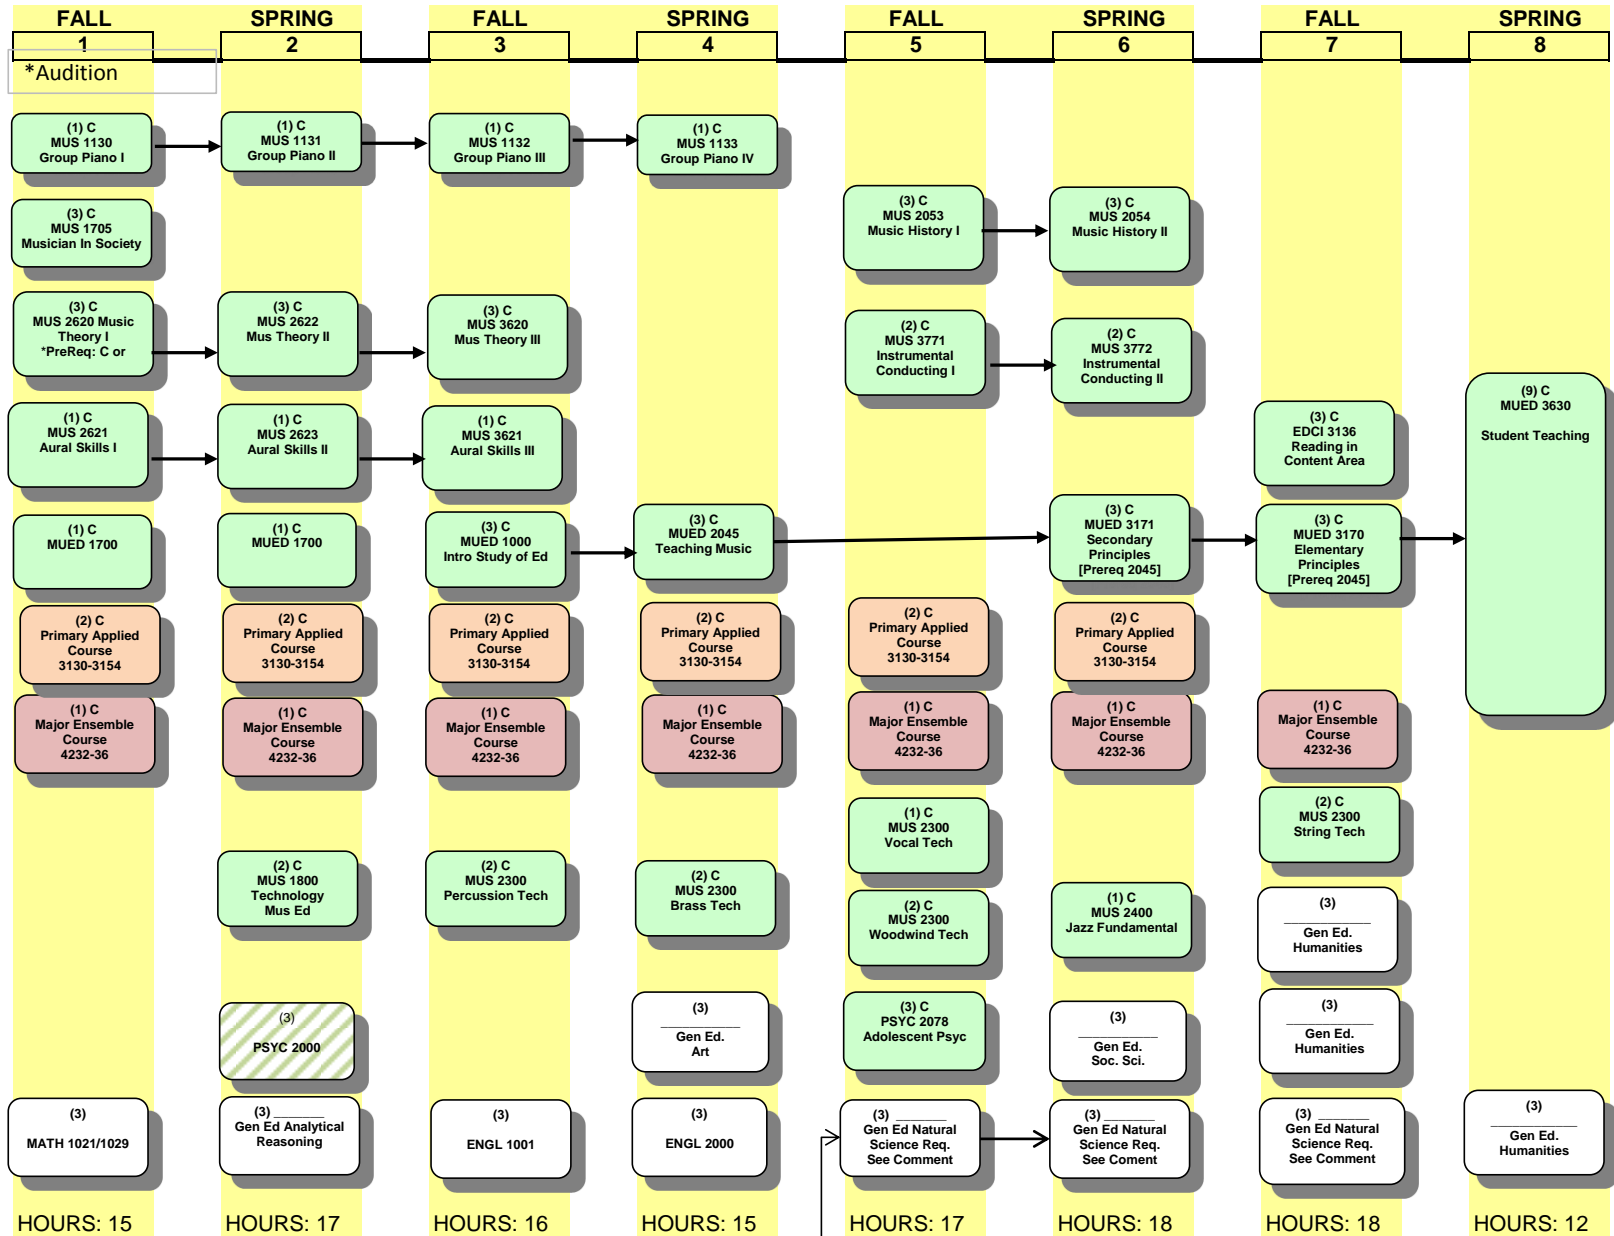 FALL
SPRING
FALL
SPRING
FALL
SPRING
FALL
SPRING
1
2
3
4
5
6
7
8
*Audition
(1) C
MUS 1130
Group Piano I
(1) C
MUS 1131
Group Piano II
(1) C
MUS 1132
Group Piano III
(1) C
MUS 1133
Group Piano IV
(3) C
MUS 1705
Musician In Society
(3) C
MUS 2053
Music History I
(3) C
MUS 2054
Music History II
(3) C
MUS 2620 Music
Theory I
*PreReq: C or
(3) C
MUS 2622
Mus Theory II
(3) C
MUS 3620
Mus Theory III
(2) C
MUS 3771
Instrumental
Conducting I
(2) C
MUS 3772
Instrumental
Conducting II
(9) C
MUED 3630
Student Teaching
(1) C
MUS 2621
Aural Skills I
(1) C
MUS 2623
Aural Skills II
(1) C
MUS 3621
Aural Skills III
(3) C
EDCI 3136
Reading in
Content Area
(1) C
MUED 1700
(1) C
MUED 1700
(3) C
MUED 1000
Intro Study of Ed
(3) C
MUED 2045
Teaching Music
(3) C
MUED 3171
Secondary
Principles
[Prereq 2045]
(3) C
MUED 3170
Elementary
Principles
[Prereq 2045]
(2) C
Primary Applied
Course
3130-3154
(2) C
Primary Applied
Course
3130-3154
(2) C
Primary Applied
Course
3130-3154
(2) C
Primary Applied
Course
3130-3154
(2) C
Primary Applied
Course
3130-3154
(2) C
Primary Applied
Course
3130-3154
(1) C
Major Ensemble
Course
4232-36
(1) C
Major Ensemble
Course
4232-36
(1) C
Major Ensemble
Course
4232-36
(1) C
Major Ensemble
Course
4232-36
(1) C
Major Ensemble
Course
4232-36
(1) C
Major Ensemble
Course
4232-36
(1) C
Major Ensemble
Course
4232-36
(1) C
MUS 2300
Vocal Tech
(2) C
MUS 2300
String Tech
(2) C
MUS 1800
Technology
Mus Ed
(2) C
MUS 2300
Percussion Tech
(2) C
MUS 2300
Brass Tech
(2) C
MUS 2300
Woodwind Tech
(1) C
MUS 2400
Jazz Fundamental
(3)
____________
Gen Ed.
Humanities
(3)
PSYC 2000
(3)
___________
Gen Ed.
Art
(3) C
PSYC 2078
Adolescent Psyc
(3)
__________
Gen Ed.
Soc. Sci.
(3)
____________
Gen Ed.
Humanities
(3)
MATH 1021/1029
(3) _______
Gen Ed Analytical
Reasoning
(3)
ENGL 1001
(3)
ENGL 2000
(3) _______
Gen Ed Natural
Science Req.
See Comment
(3) _______
Gen Ed Natural
Science Req.
See Coment
(3) _______
Gen Ed Natural
Science Req.
See Comment
(3)
____________
Gen Ed.
Humanities
HOURS: 15
HOURS: 17
HOURS: 16
HOURS: 15
HOURS: 17
HOURS: 18
HOURS: 18
HOURS: 12